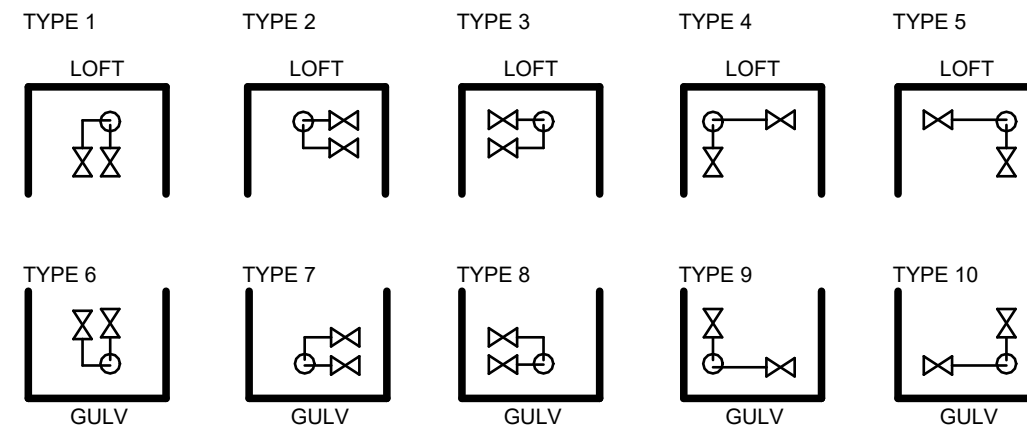 TYPE 1 TYPE 2 TYPE 3 TYPE 4 TYPE 5
LOFT LOFT LOFT LOFT LOFT
TYPE 6 TYPE 7 TYPE 8 TYPE 9 TYPE 10
GULV GULV GULV GULV GULV